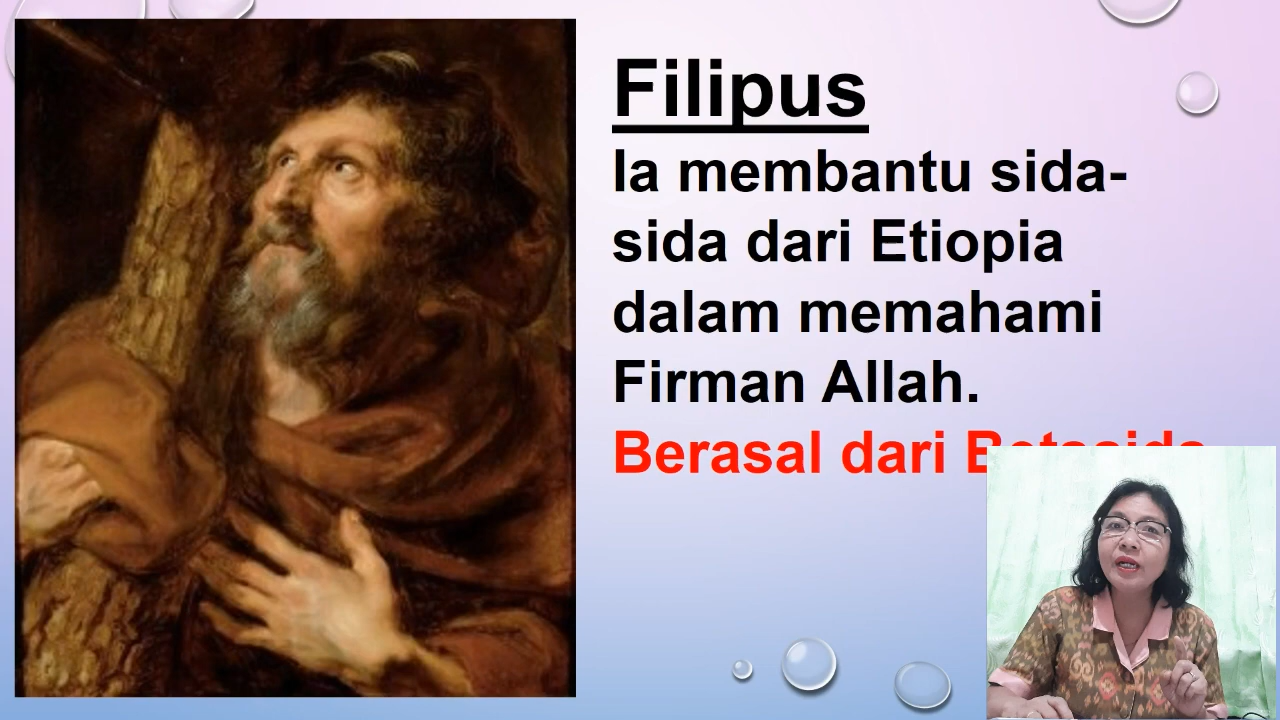 Filipus
Ia membantu sida-
sida dari Etiopia
dalam memahami
Firman Allah.
Berasal dari